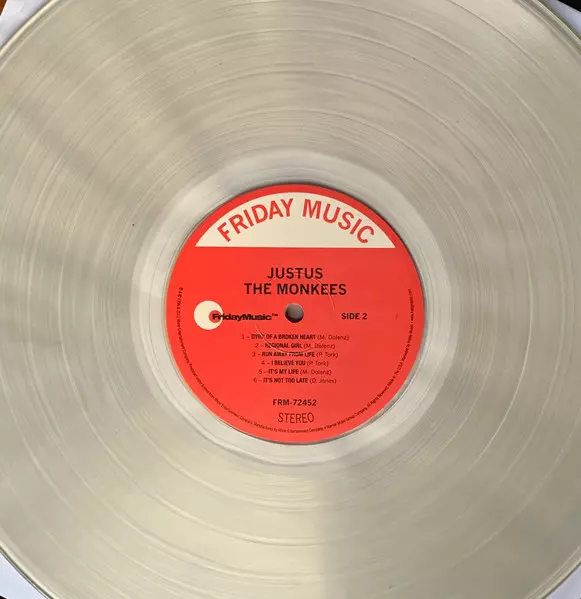 FRIDAY MUSIC
JUSTUS
THE MONKEES
FridayMusic™
SIDE 2
1 – DYIN' OF A BROKEN HEART (M. Dolenz)
2 – REGIONAL GIRL (M. Dolenz)
3 – RUN AWAY FROM LIFE (P. Tork)
4 – I BELIEVE YOU (P. Tork)
5 – IT'S MY LIFE (M. Dolenz)
6 – IT'S NOT TOO LATE (D. Jones)
FRM-72452
STEREO